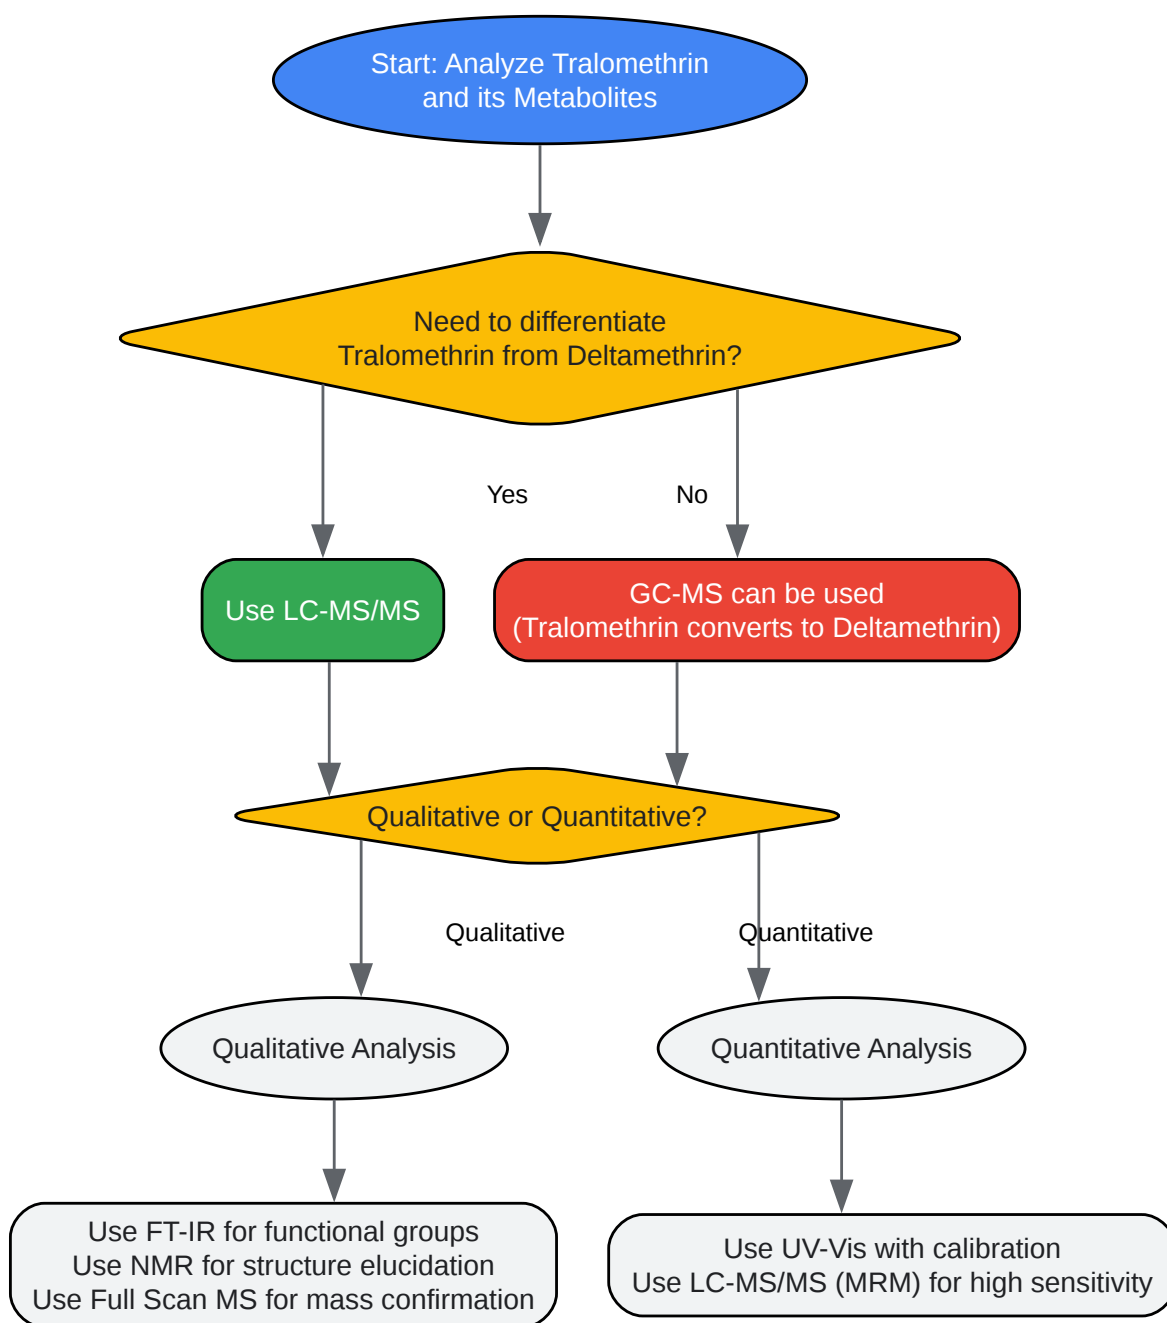 Start: Analyze Tralomethrin
and its Metabolites
Need to differentiate
Tralomethrin from Deltamethrin?
Yes
No
Use LC-MS/MS
GC-MS can be used
(Tralomethrin converts to Deltamethrin)
Qualitative or Quantitative?
Qualitative
Quantitative
Qualitative Analysis
Quantitative Analysis
Use FT-IR for functional groups
Use NMR for structure elucidation
Use Full Scan MS for mass confirmation
Use UV-Vis with calibration
Use LC-MS/MS (MRM) for high sensitivity